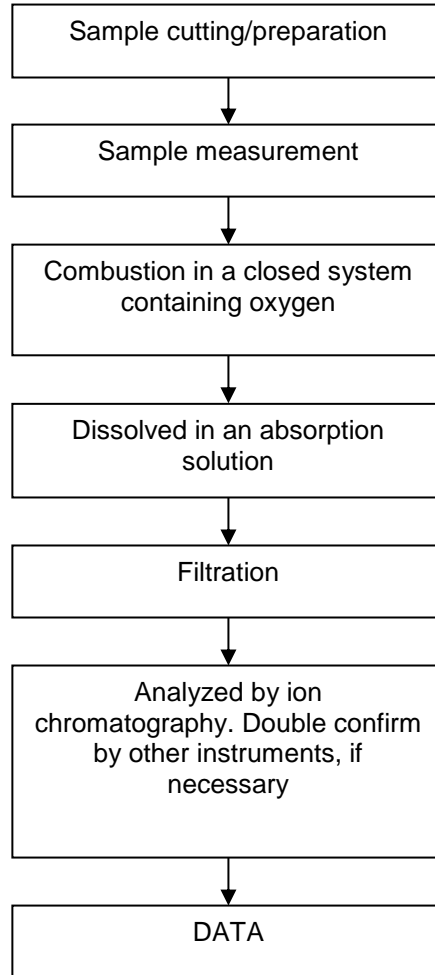 Sample cutting/preparation
Sample measurement
Combustion in a closed system
containing oxygen
Dissolved in an absorption
solution
Filtration
Analyzed by ion
chromatography. Double confirm
by other instruments, if
necessary
DATA